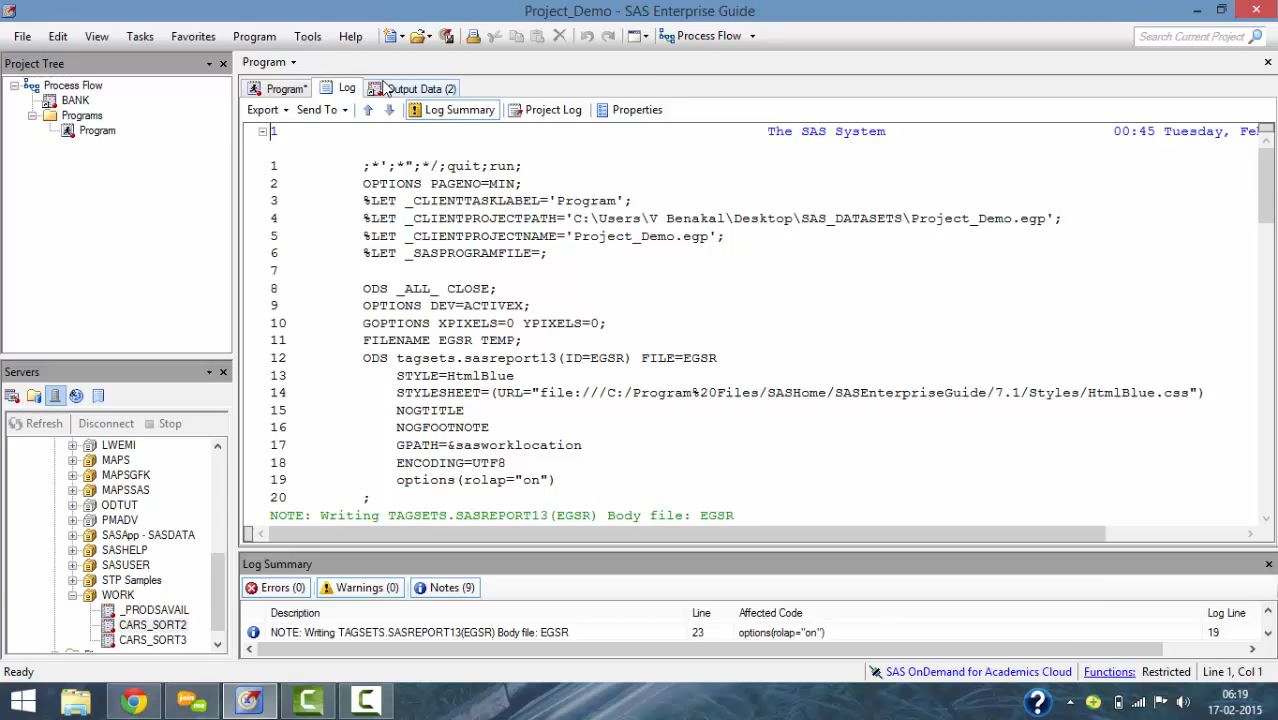 Project_Demo - SAS Enterprise Guide
File Edit View Tasks Favorites Program Tools Help Process Flow Search Current Project
Project Tree
Process Flow
BANK
Programs
Program
Program
Program* Log Output Data (2)
Export Send To Log Summary Project Log Properties
1 The SAS System 00:45 Tuesday,
1 ;*';*";*/;quit;run;
2 OPTIONS PAGENO=MIN;
3 %LET _CLIENTTASKLABEL='Program';
4 %LET _CLIENTPROJECTPATH='C:\Users\V Benakal\Desktop\SAS_DATASETS\Project_Demo.egp';
5 %LET _CLIENTPROJECTNAME='Project_Demo.egp';
6 %LET _SASPROGRAMFILE=;
7
8 ODS _ALL_ CLOSE;
9 OPTIONS DEV=ACTIVEX;
10 GOPTIONS XPIXELS=0 YPIXELS=0;
11 FILENAME EGSR TEMP;
12 ODS tagsets.sasreport13(ID=EGSR) FILE=EGSR
13 STYLE=HtmlBlue
14 STYLESHEET=(URL="file:///C:/Program%20Files/SASHome/SASEnterpriseGuide/7.1/Styles/HtmlBlue.css")
15 NOGTITLE
16 NOGFOOTNOTE
17 GPATH=&sasworklocation
18 ENCODING=UTF8
19 options(rolap="on")
20 ;
NOTE: Writing TAGSETS.SASREPORT13(EGSR) Body file: EGSR
Servers
Refresh Disconnect Stop
LWEMI
MAPS
MAPSGFK
MAPSSAS
ODTUT
PMADV
SASApp - SASDATA
SASHELP
SASUSER
STP Samples
WORK
_PRODSAVAIL
CARS_SORT2
CARS_SORT3
Log Summary
Errors (0) Warnings (0) Notes (9)
Description Line Affected Code Log Line
NOTE: Writing TAGSETS.SASREPORT13(EGSR) Body file: EGSR 23 options(rolap="on") 19
Ready SAS OnDemand for Academics Cloud Functions: Restricted Line 1, Col 1
join.me
06:19
17-02-2015